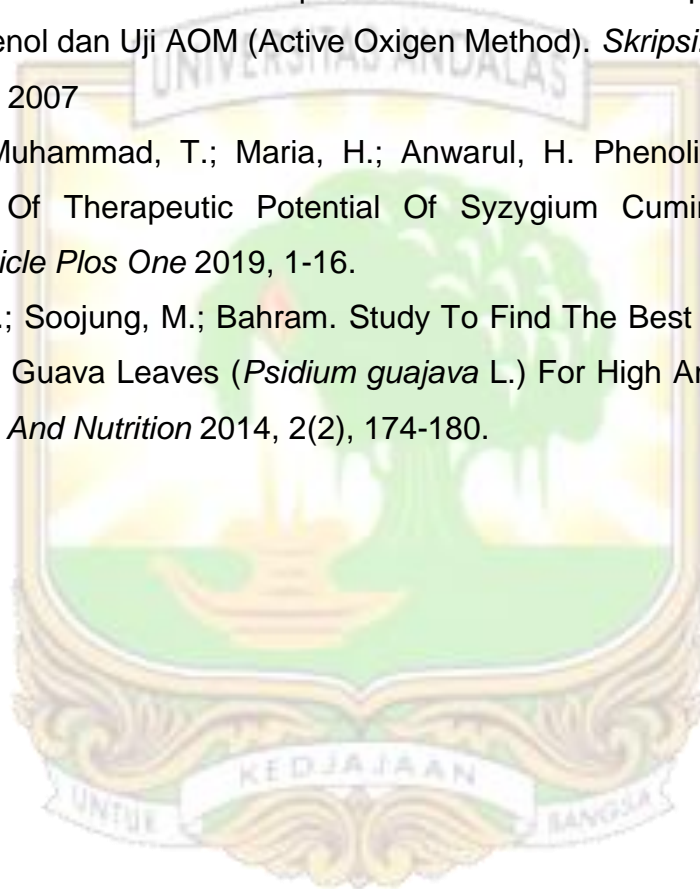 enol dan Uji AOM (Active Oxigen Method). Skripsi.
2007
Muhammad, T.; Maria, H.; Anwarul, H. Phenoli
Of Therapeutic Potential Of Syzygium Cumin
icle Plos One 2019, 1-16.
.; Soojung, M.; Bahram. Study To Find The Best
Guava Leaves (Psidium guajava L.) For High An
And Nutrition 2014, 2(2), 174-180.
UNIVERSITAS ANDALAS
KEDJAJAAN
UNTUK
BANGSA